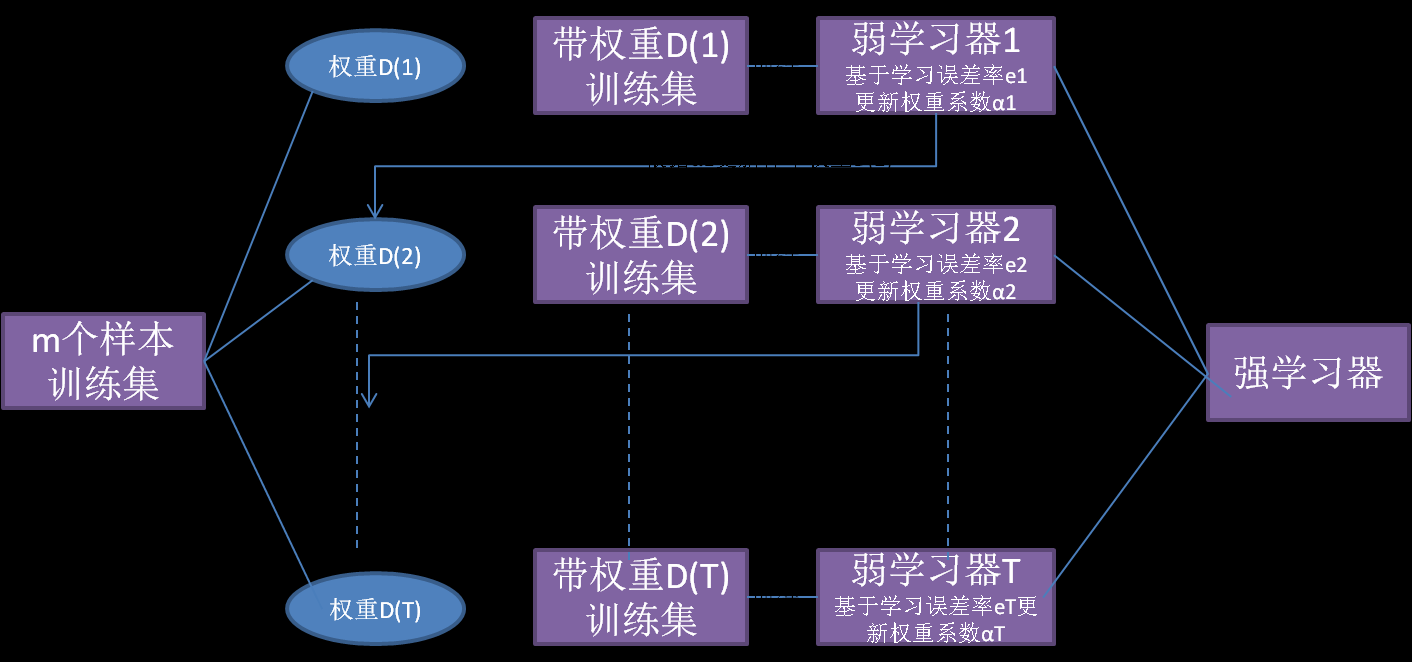 权重D(1)
带权重D(1)
训练集
弱学习器1
基于学习误差率e1
更新权重系数α1
权重D(2)
带权重D(2)
训练集
弱学习器2
基于学习误差率e2
更新权重系数α2
m个样本
训练集
强学习器
权重D(T)
带权重D(T)
训练集
弱学习器T
基于学习误差率eT更
新权重系数αT